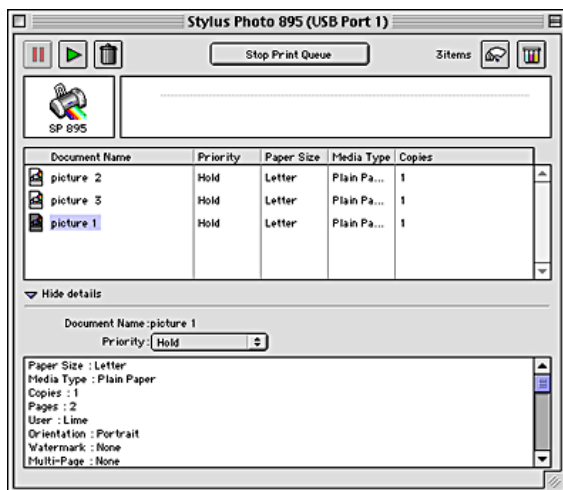 Stylus Photo 895 (USB Port 1)
Stop Print Queue 3items
SP 895
Document Name Priority Paper Size Media Type Copies
picture 2 Hold Letter Plain Pa... 1
picture 3 Hold Letter Plain Pa... 1
picture 1 Hold Letter Plain Pa... 1
Hide details
Document Name :picture 1
Priority : Hold
Paper Size : Letter
Media Type : Plain Paper
Copies : 1
Pages : 2
User : Lime
Orientation : Portrait
Watermark : None
Multi-Page : None